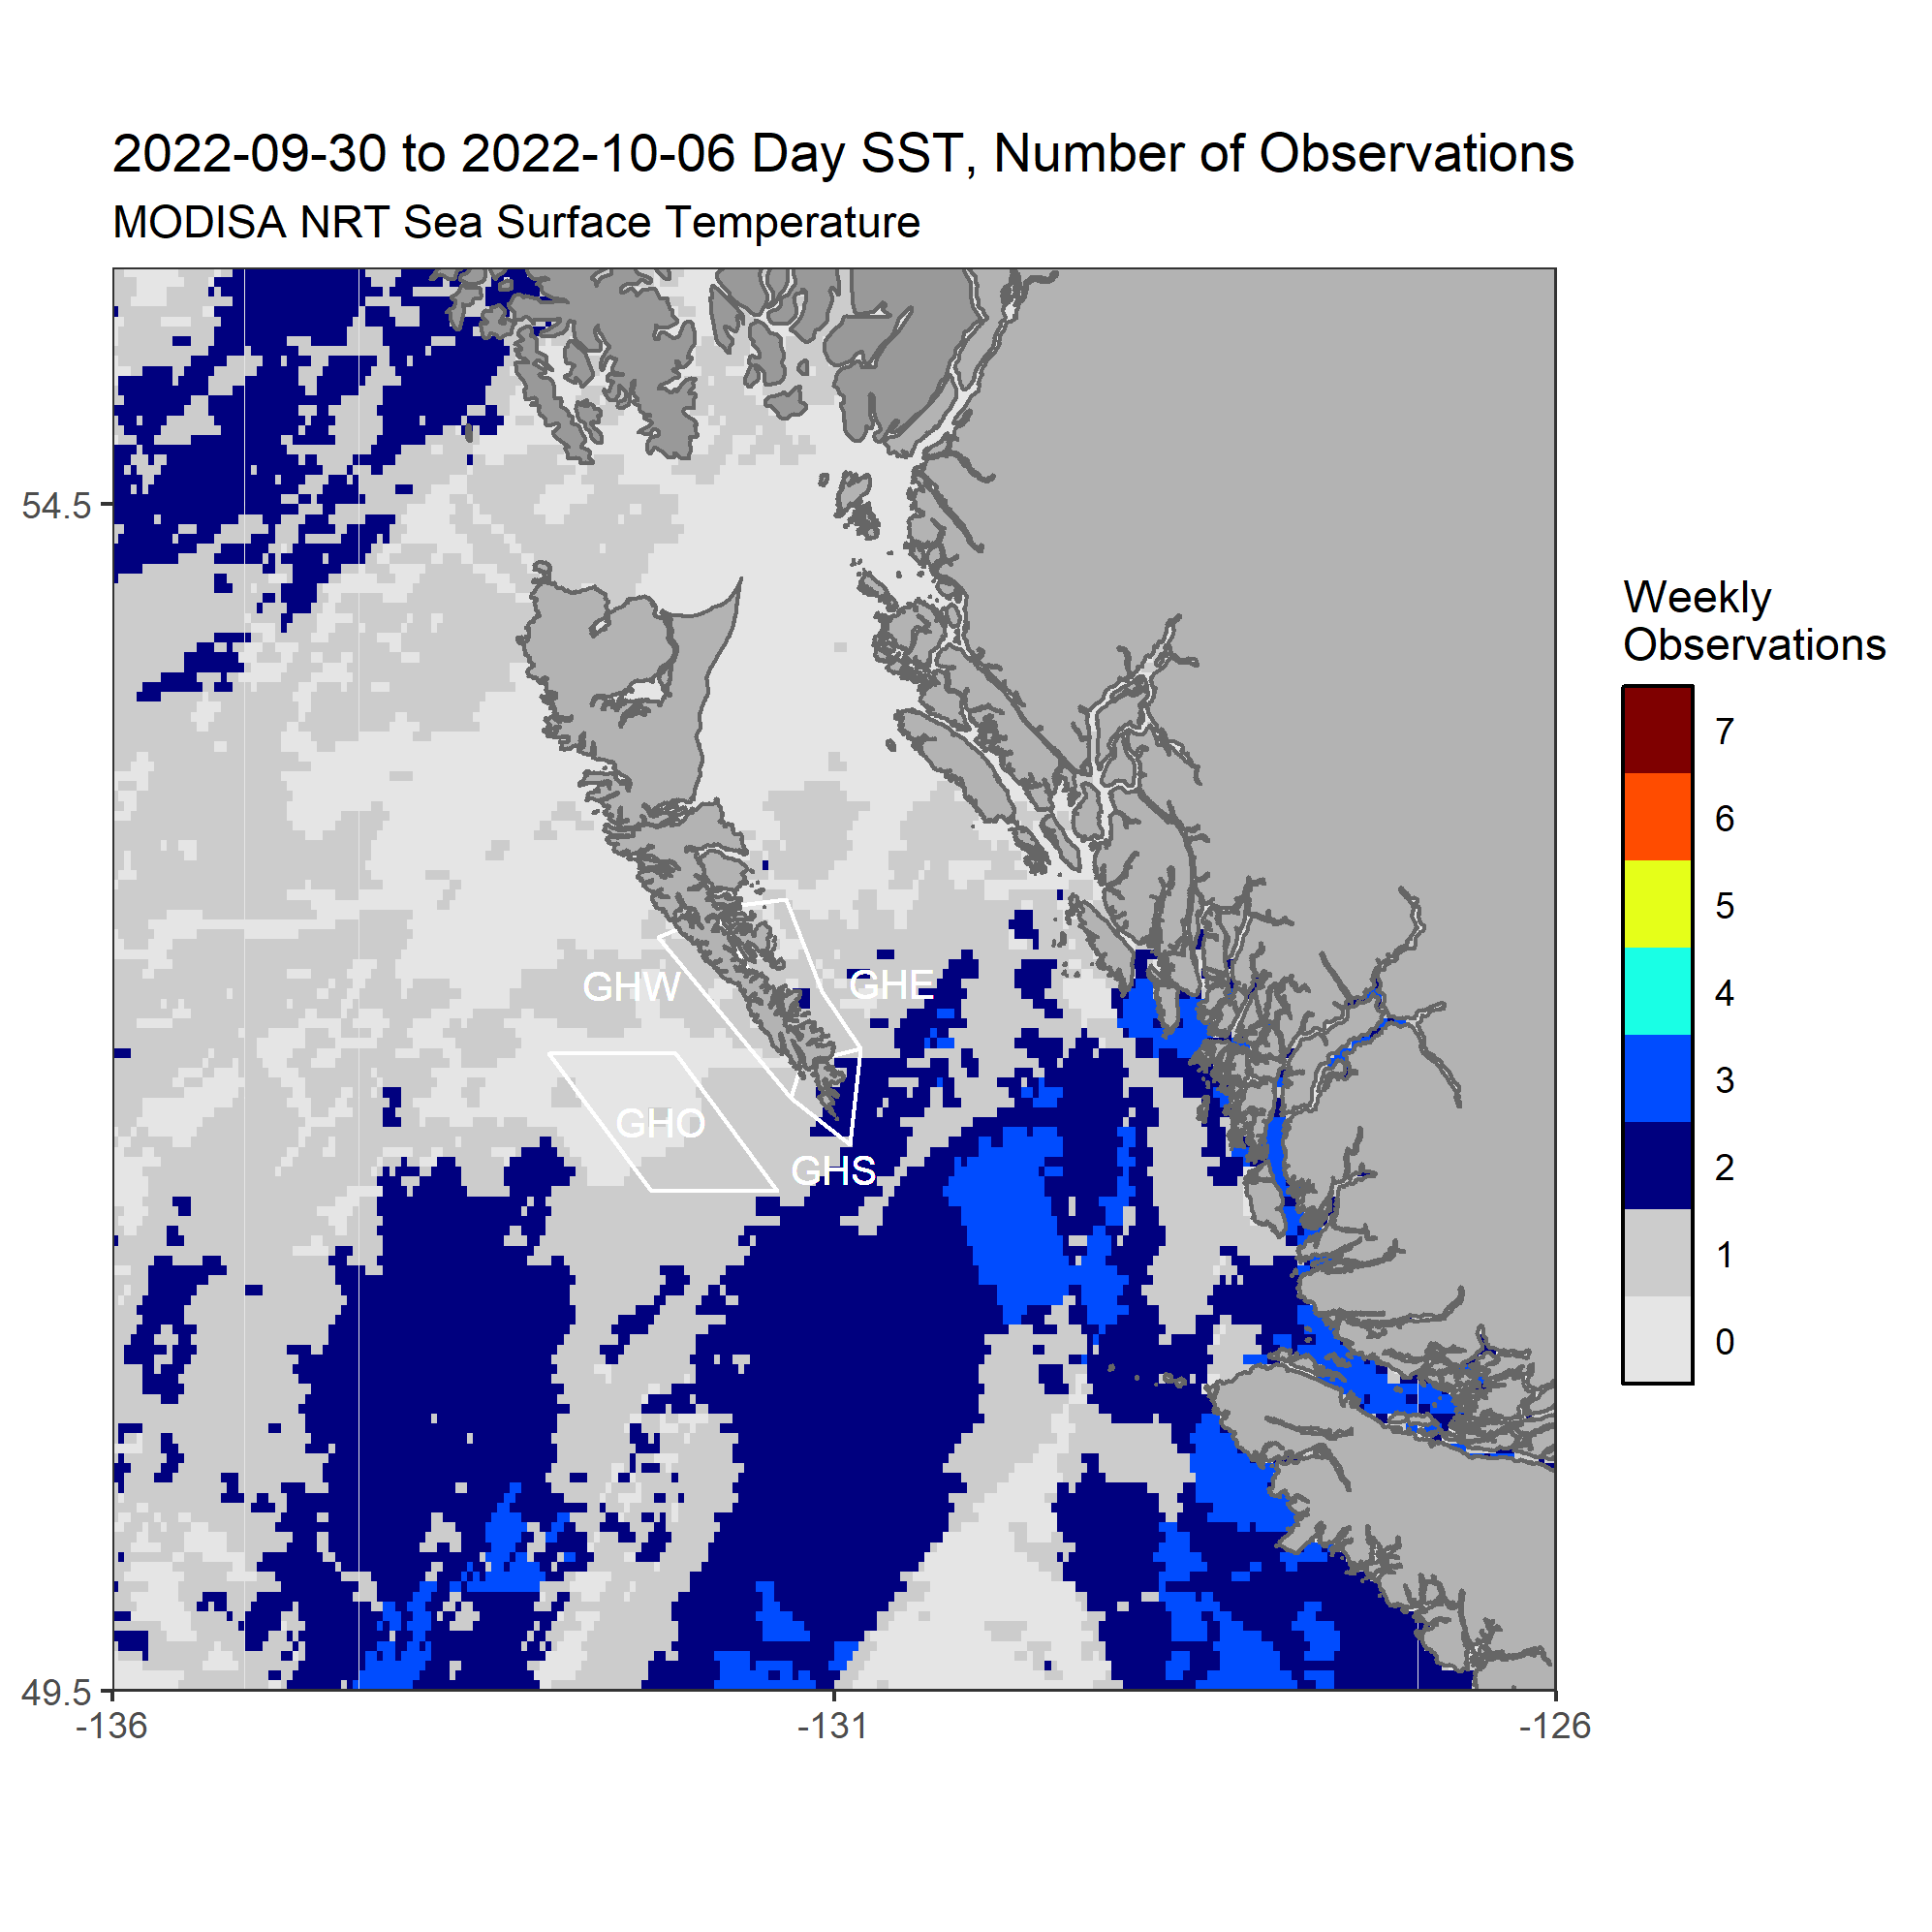 2022-09-30 to 2022-10-06 Day SST, Number of Observations
MODISA NRT Sea Surface Temperature
54.5
49.5
-136
-131
-126
GHW
GHE
GHO
GHS
Weekly
Observations
7
6
5
4
3
2
1
0